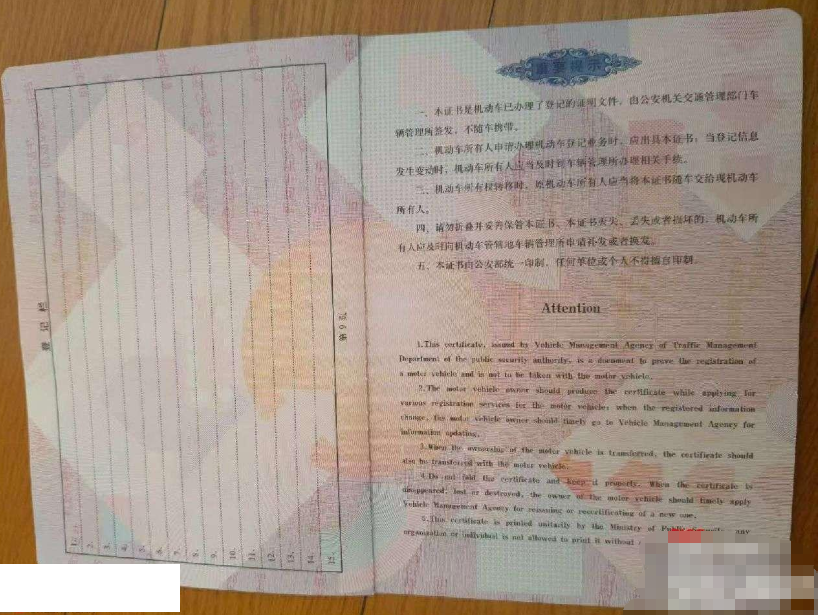 登记栏
1.
2.
3.
4.
5.
6.
7.
8.
9.
10.
11.
12.
13.
14.
15.
第9页
重要提示
一、本证书是机动车已办理了登记的证明文件，由公安机关交通管理部门车
辆管理所签发，不随车携带。
二、机动车所有人申请办理机动车登记业务时，应出具本证书；当登记信息
发生变动时，机动车所有人应当及时到车辆管理所办理相关手续。
三、机动车所有权转移时，原机动车所有人应当将本证书随车交给现机动车
所有人。
四、请勿折叠并妥善保管本证书。本证书灭失、丢失或者损坏的，机动车所
有人应及时向机动车管辖地车辆管理所申请补发或者换发。
五、本证书由公安部统一印制，任何单位或个人不得擅自印制。
Attention
1.This certificate, issued by Vehicle Management Agency of Traffic Management
Department of the public security authority, is a document to prove the registration of
a motor vehicle and is not to be taken with the motor vehicle.
2.The motor vehicle owner should produce the certificate while applying for
various registration services for the motor vehicle; when the registered information
change, the motor vehicle owner should timely go to Vehicle Management Agency for
information updating.
3.When the ownership of the motor vehicle is transferred, the certificate should
also be transferred with the motor vehicle.
4.Do not fold the certificate and keep it properly. When the certificate is
disappeared, lost or destroyed, the owner of the motor vehicle should timely apply
Vehicle Management Agency for reissuing or recertificating of a new one.
5.This certificate is printed unitarily by the Ministry of Public any
organization or individual is not allowed to print it without